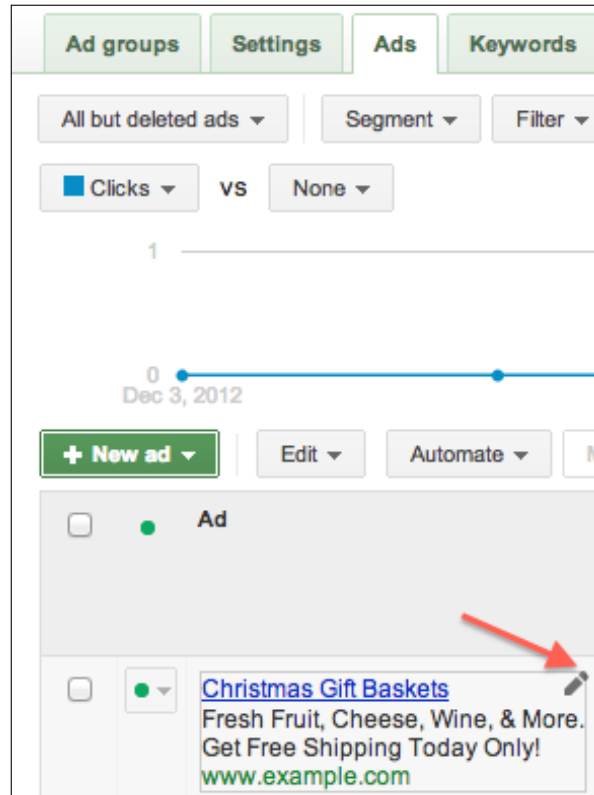 Ad groups Settings Ads Keywords
All but deleted ads Segment Filter
Clicks vs None
1
0
Dec 3, 2012
+ New ad Edit Automate
Ad
Christmas Gift Baskets
Fresh Fruit, Cheese, Wine, & More.
Get Free Shipping Today Only!
www.example.com